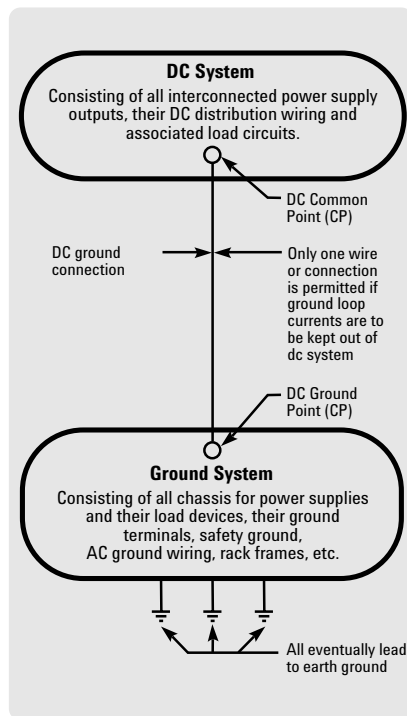 DC System
Consisting of all interconnected power supply
outputs, their DC distribution wiring and
associated load circuits.
DC Common
Point (CP)
DC ground
connection
Only one wire
or connection
is permitted if
ground loop
currents are to
be kept out of
dc system
DC Ground
Point (CP)
Ground System
Consisting of all chassis for power supplies
and their load devices, their ground
terminals, safety ground,
AC ground wiring, rack frames, etc.
All eventually lead
to earth ground